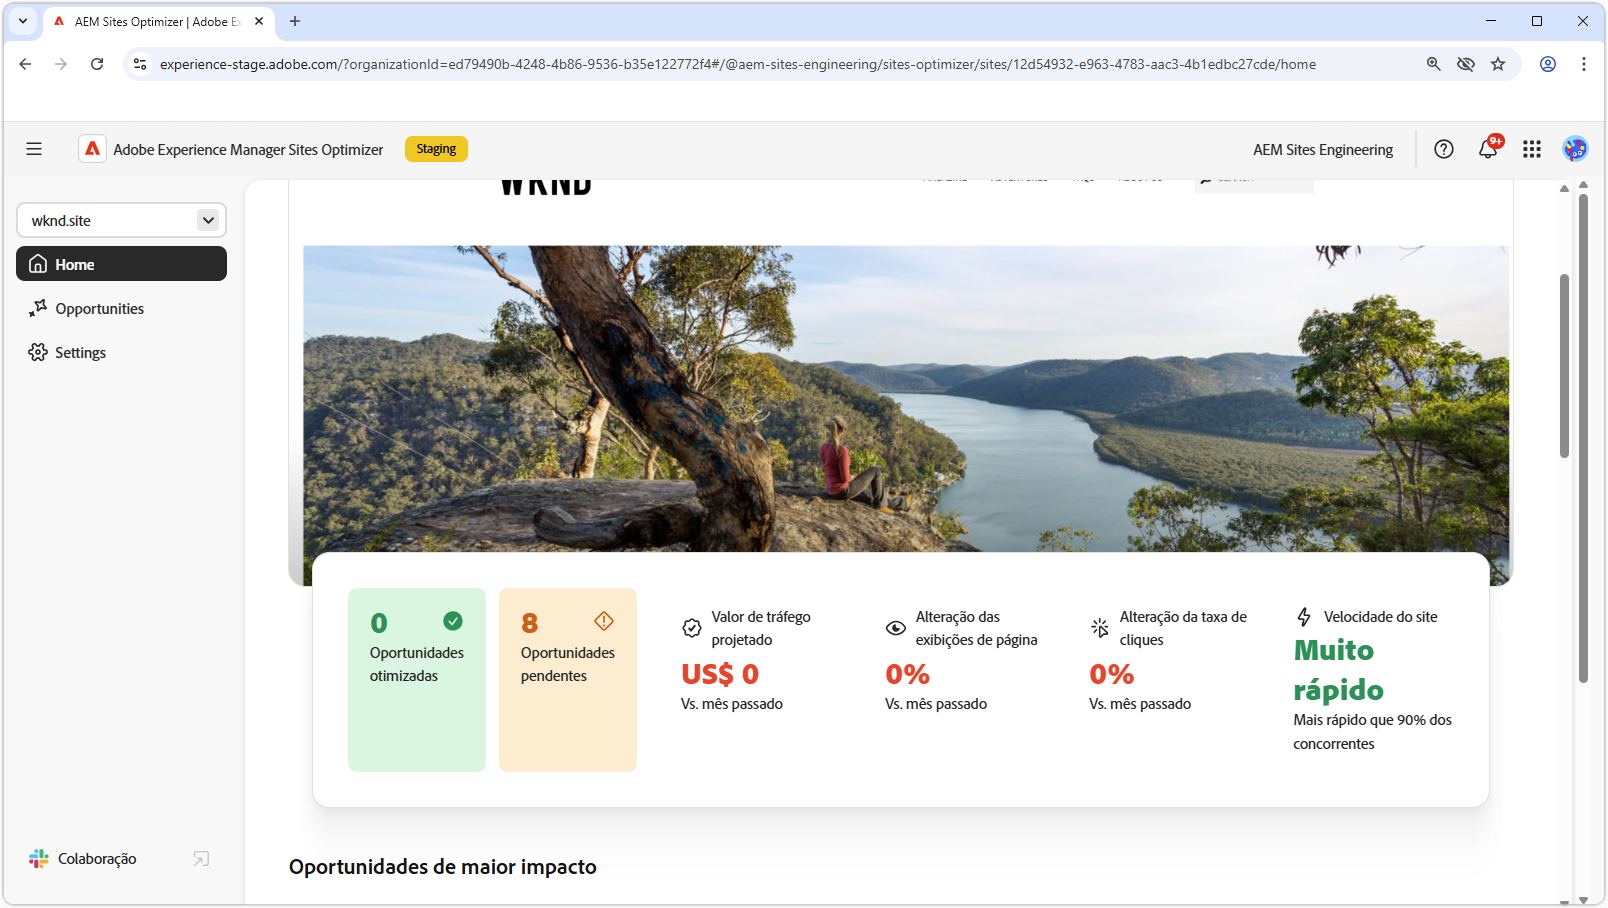 AEM Sites Optimizer | Adobe Ex
experience-stage.adobe.com/?organizationId=ed79490b-4248-4b86-9536-b35e122772f4#/@aem-sites-engineering/sites-optimizer/sites/12d54932-e963-4783-aac3-4b1edbc27cde/home
Adobe Experience Manager Sites Optimizer
Staging
AEM Sites Engineering
9+
wknd.site
Home
Opportunities
Settings
Colaboração
WKND
0
Oportunidades
otimizadas
8
Oportunidades
pendentes
Valor de tráfego
projetado
US$ 0
Vs. mês passado
Alteração das
exibições de página
0%
Vs. mês passado
Alteração da taxa de
cliques
0%
Vs. mês passado
Velocidade do site
Muito
rápido
Mais rápido que 90% dos
concorrentes
Oportunidades de maior impacto